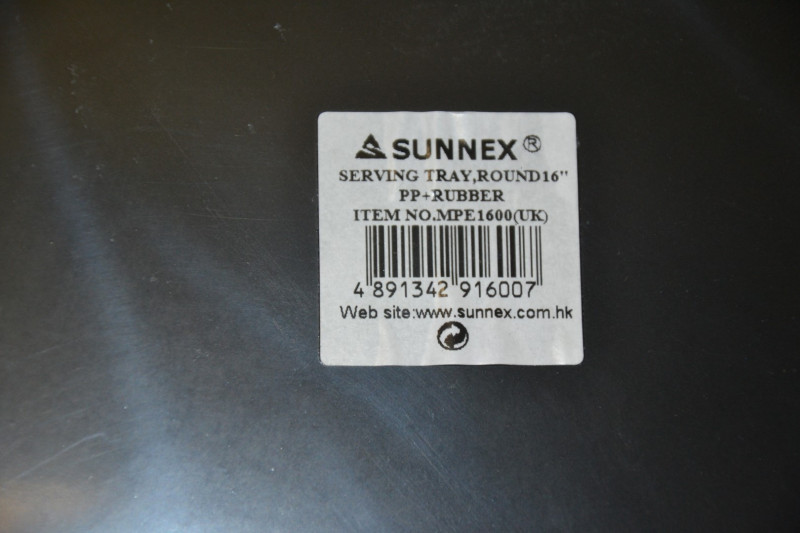 SUNNEX®
SERVING TRAY,ROUND16"
PP+RUBBER
ITEM NO.MPE1600(UK)
4 891342 916007
Web site:www.sunnex.com.hk